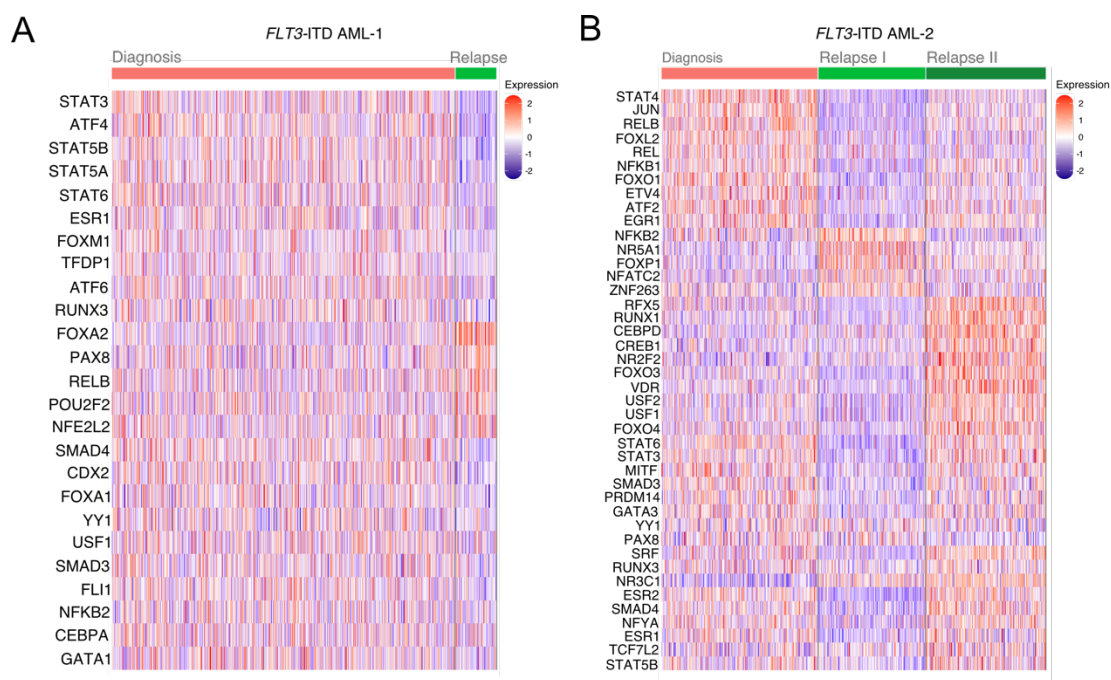 A
FLT3-ITD AML-1
Diagnosis
Relapse
Expression
2
1
0
-1
-2
STAT3
ATF4
STAT5B
STAT5A
STAT6
ESR1
FOXM1
TFDP1
ATF6
RUNX3
FOXA2
PAX8
RELB
POU2F2
NFE2L2
SMAD4
CDX2
FOXA1
YY1
USF1
SMAD3
FLI1
NFKB2
CEBPA
GATA1
B
FLT3-ITD AML-2
Diagnosis
Relapse I
Relapse II
Expression
2
1
0
-1
-2
STAT4
JUN
RELB
FOXL2
REL
NFKB1
FOXO1
ETV4
ATF2
EGR1
NFKB2
NR5A1
FOXP1
NFATC2
ZNF263
RFX5
RUNX1
CEBPD
CREB1
NR2F2
FOXO3
VDR
USF2
USF1
FOXO4
STAT6
STAT3
MITF
SMAD3
PRDM14
GATA3
YY1
PAX8
SRF
RUNX3
NR3C1
ESR2
SMAD4
NFYA
ESR1
TCF7L2
STAT5B